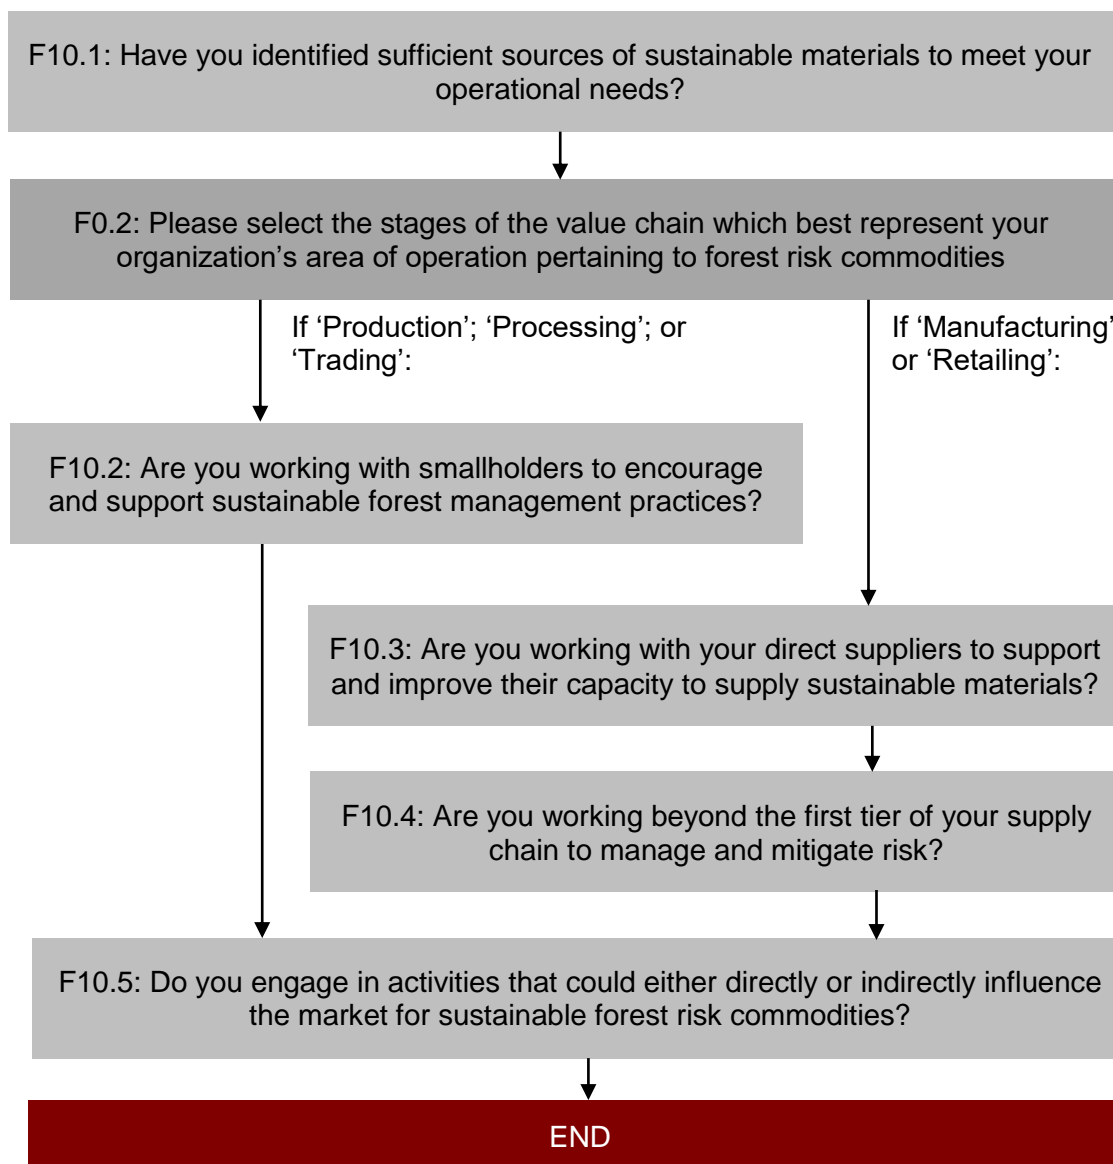 F10.1: Have you identified sufficient sources of sustainable materials to meet your
operational needs?
F0.2: Please select the stages of the value chain which best represent your
organization’s area of operation pertaining to forest risk commodities
If ‘Production’; ‘Processing’; or
‘Trading’:
If ‘Manufacturing’
or ‘Retailing’:
F10.2: Are you working with smallholders to encourage
and support sustainable forest management practices?
F10.3: Are you working with your direct suppliers to support
and improve their capacity to supply sustainable materials?
F10.4: Are you working beyond the first tier of your supply
chain to manage and mitigate risk?
F10.5: Do you engage in activities that could either directly or indirectly influence
the market for sustainable forest risk commodities?
END